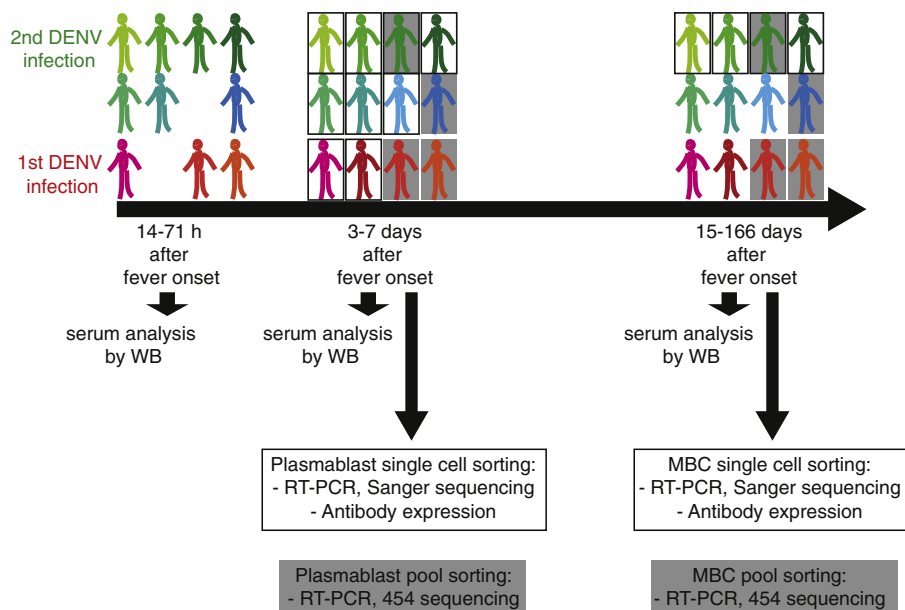 2nd DENV
infection
1st DENV
infection
14-71 h
after
fever onset
3-7 days
after
fever onset
15-166 days
after
fever onset
serum analysis
by WB
serum analysis
by WB
serum analysis
by WB
Plasmablast single cell sorting:
- RT-PCR, Sanger sequencing
- Antibody expression
MBC single cell sorting:
- RT-PCR, Sanger sequencing
- Antibody expression
Plasmablast pool sorting:
- RT-PCR, 454 sequencing
MBC pool sorting:
- RT-PCR, 454 sequencing